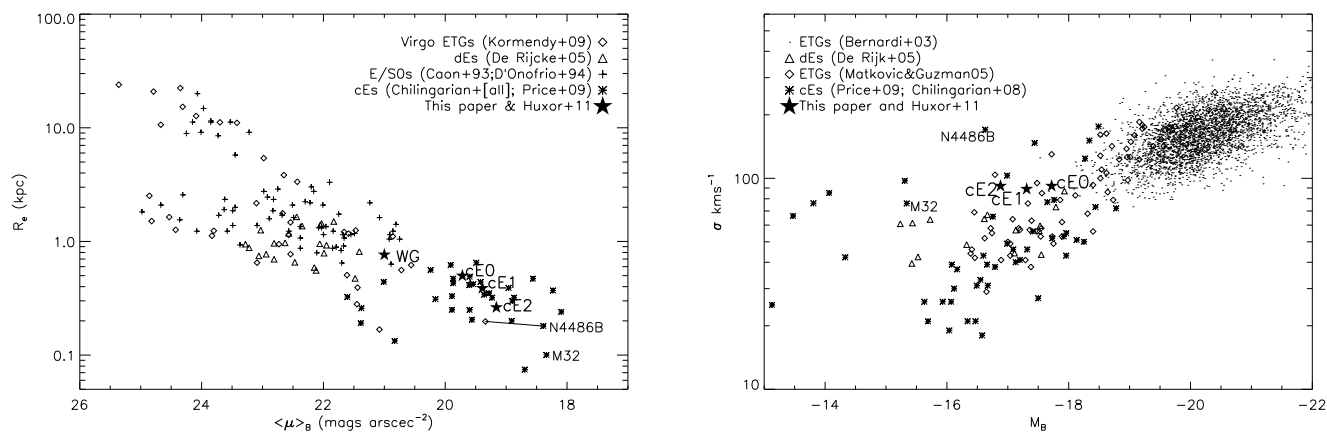 100.0
10.0
1.0
0.1
R_e (kpc)
Virgo ETGs (Kormendy+09)
dEs (De Rijcke+05)
E/S0s (Caon+93;D'Onofrio+94)
cEs (Chilingarian+[all]; Price+09)
This paper & Huxor+11
WG
cE0
cE1
cE2
N4486B
M32
26 24 22 20 18
<μ>_B (mags arscec^-2)
100
10
σ kms^-1
ETGs (Bernardi+03)
dEs (De Rijk+05)
ETGs (Matkovic&Guzman05)
cEs (Price+09; Chilingarian+08)
This paper and Huxor+11
N4486B
cE2
cE1
cE0
M32
-14 -16 -18 -20 -22
M_B